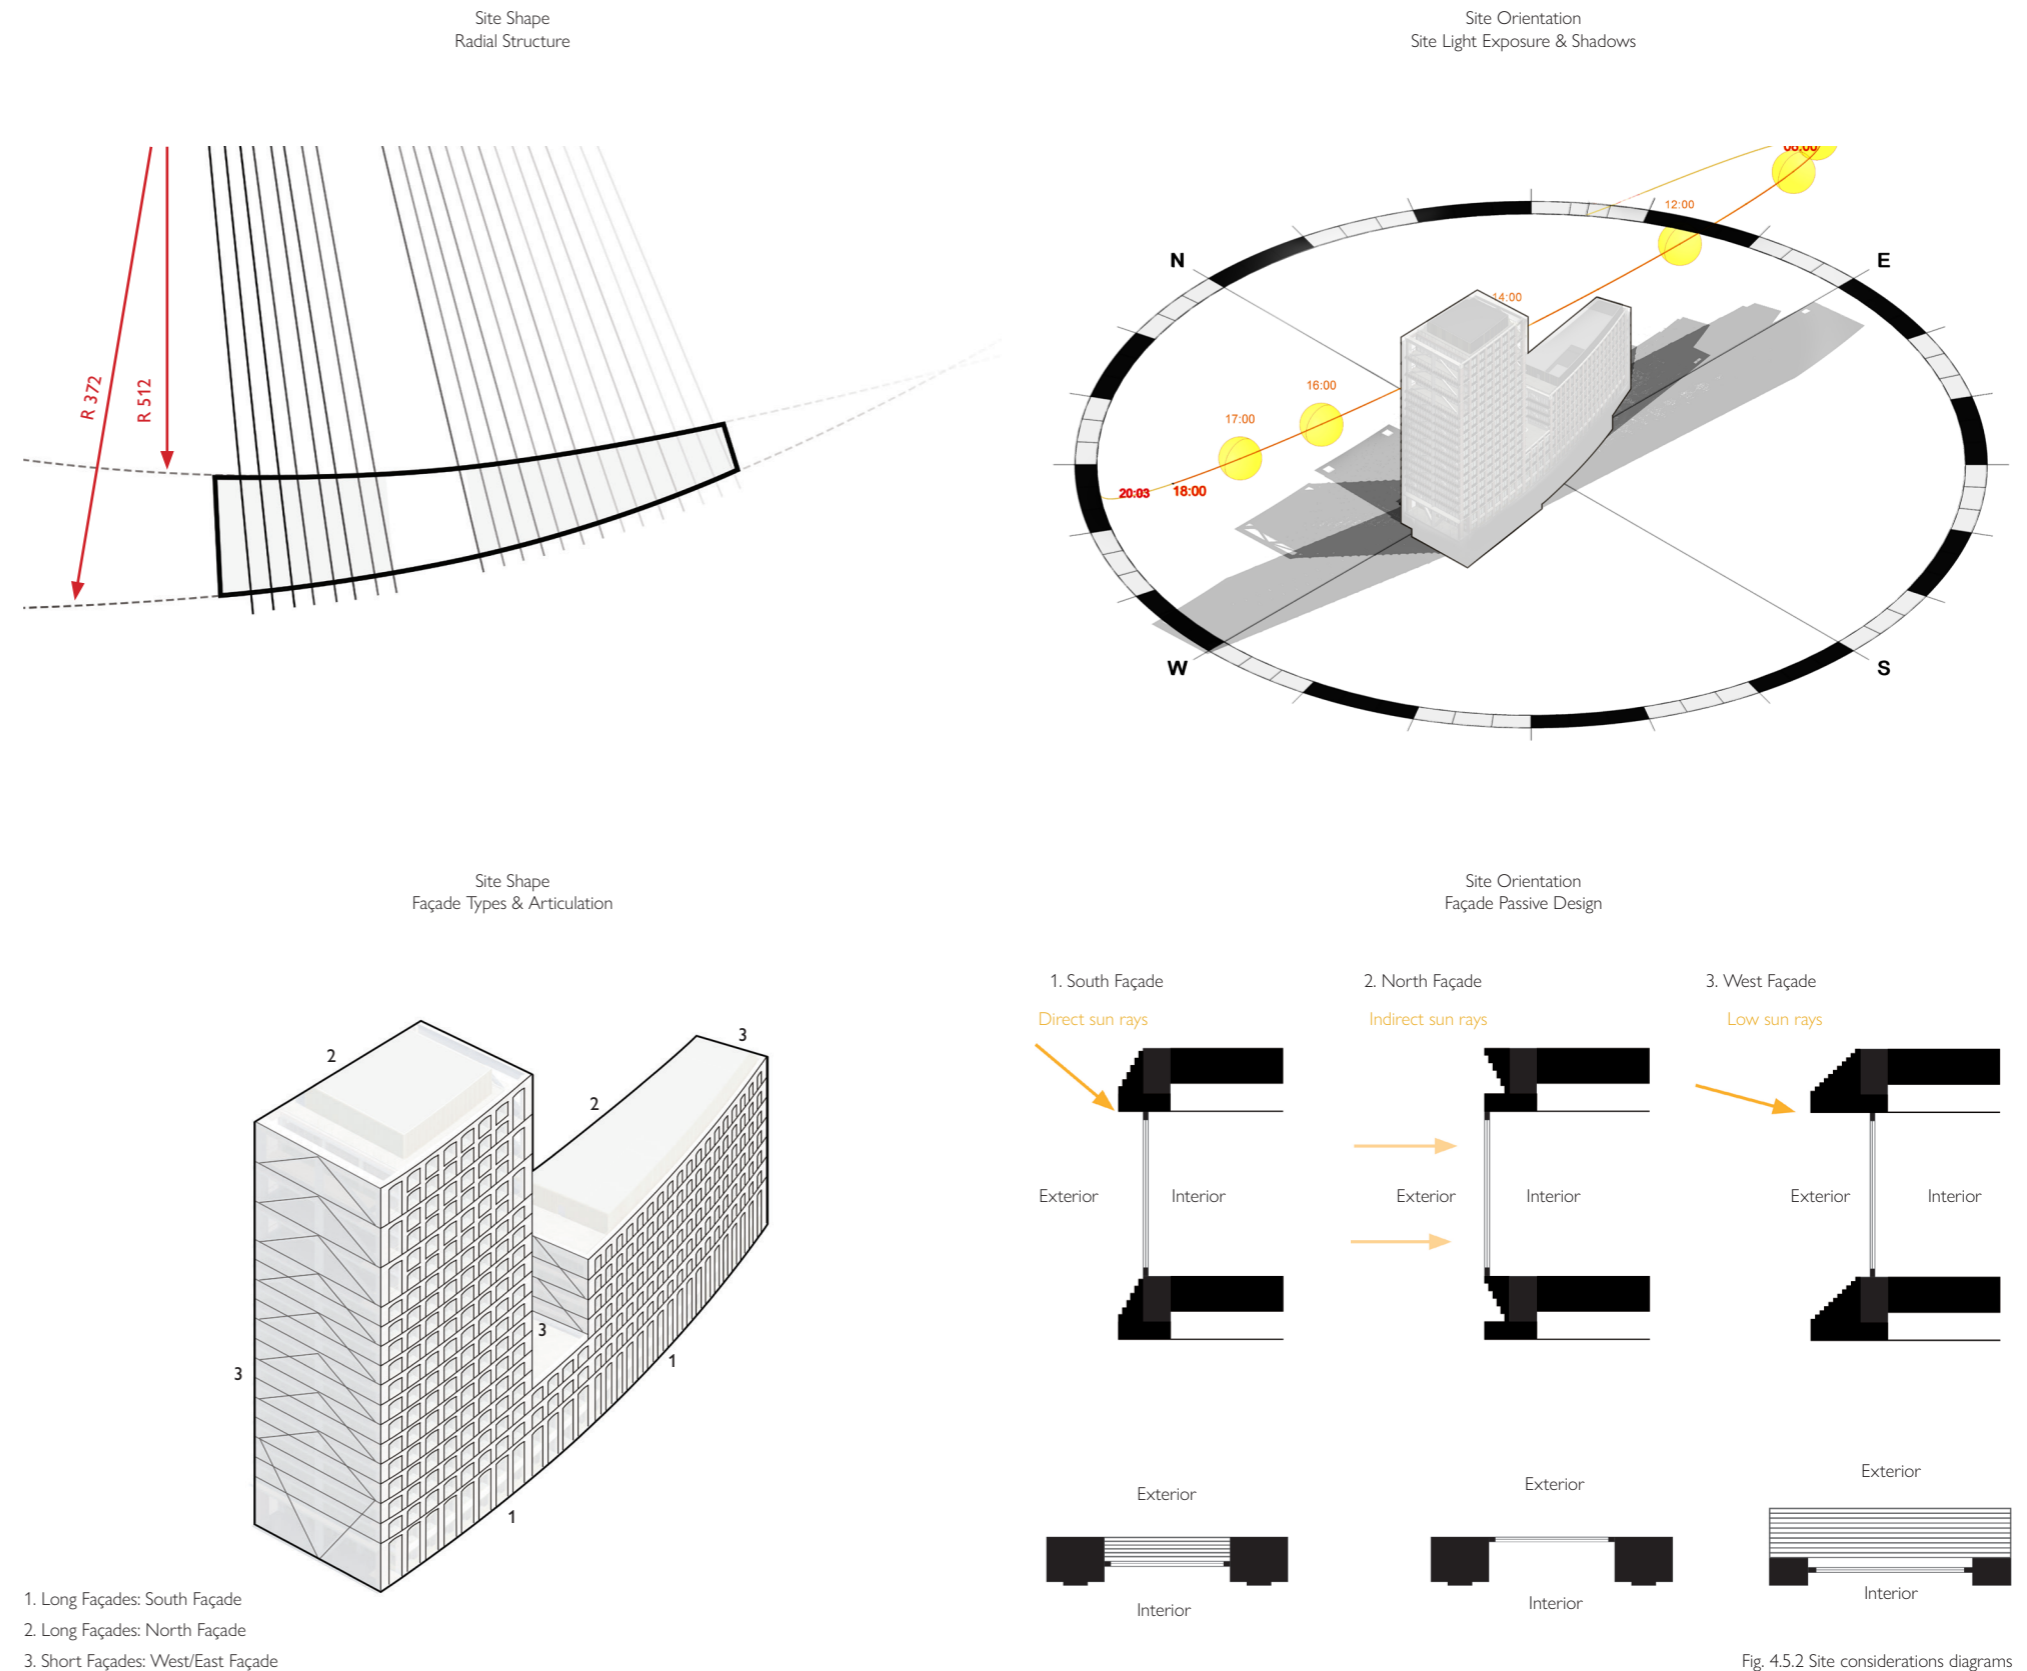 Site Shape
Radial Structure
R 372
R 512
Site Orientation
Site Light Exposure & Shadows
06:00
12:00
N
E
14:00
16:00
17:00
20:03
18:00
W
S
Site Shape
Façade Types & Articulation
3
2
2
3
3
1
1
1. Long Façades: South Façade
2. Long Façades: North Façade
3. Short Façades: West/East Façade
Site Orientation
Façade Passive Design
1. South Façade
2. North Façade
3. West Façade
Direct sun rays
Indirect sun rays
Low sun rays
Exterior
Interior
Exterior
Interior
Exterior
Interior
Exterior
Exterior
Exterior
Interior
Interior
Interior
Fig. 4.5.2 Site considerations diagrams